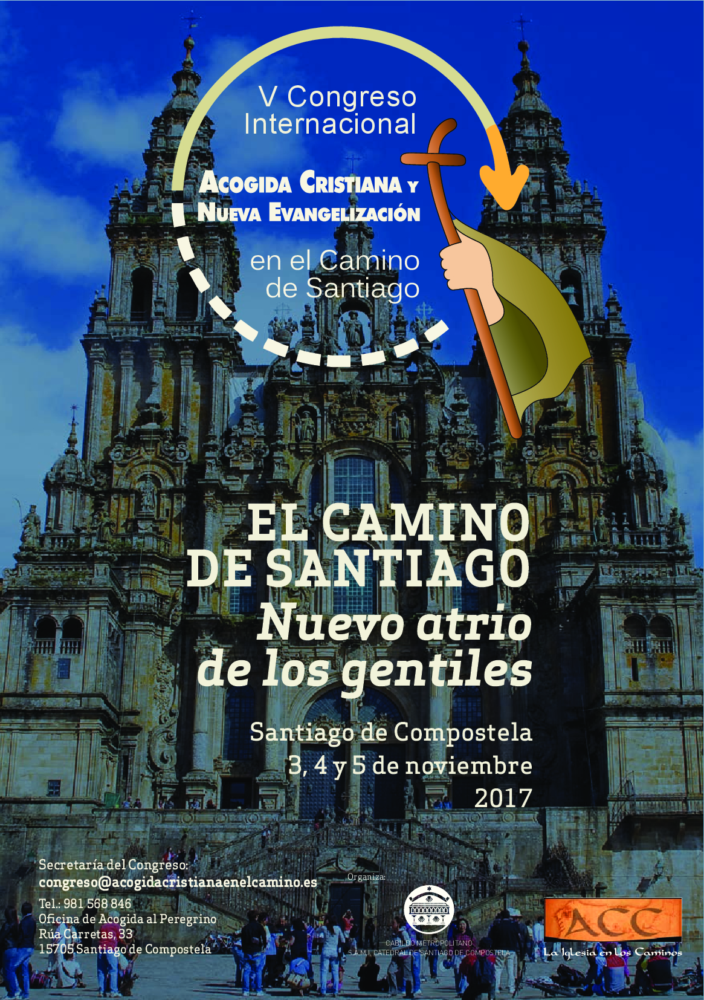 V Congreso
Internacional
ACOGIDA CRISTIANA Y
NUEVA EVANGELIZACIÓN
en el Camino
de Santiago
EL CAMINO
DE SANTIAGO
Nuevo atrio
de los gentiles
Santiago de Compostela
3, 4 y 5 de noviembre
2017
Secretaría del Congreso:
congreso@acogidacristianaenelcamino.es
Tel.: 981 568 846
Oficina de Acogida al Peregrino
Rúa Carretas, 33
15705 Santiago de Compostela
Organiza:
CABILDO METROPOLITANO
S.A.M.I. CATEDRAL DE SANTIAGO DE COMPOSTELA
ACC
La Iglesia en los Caminos